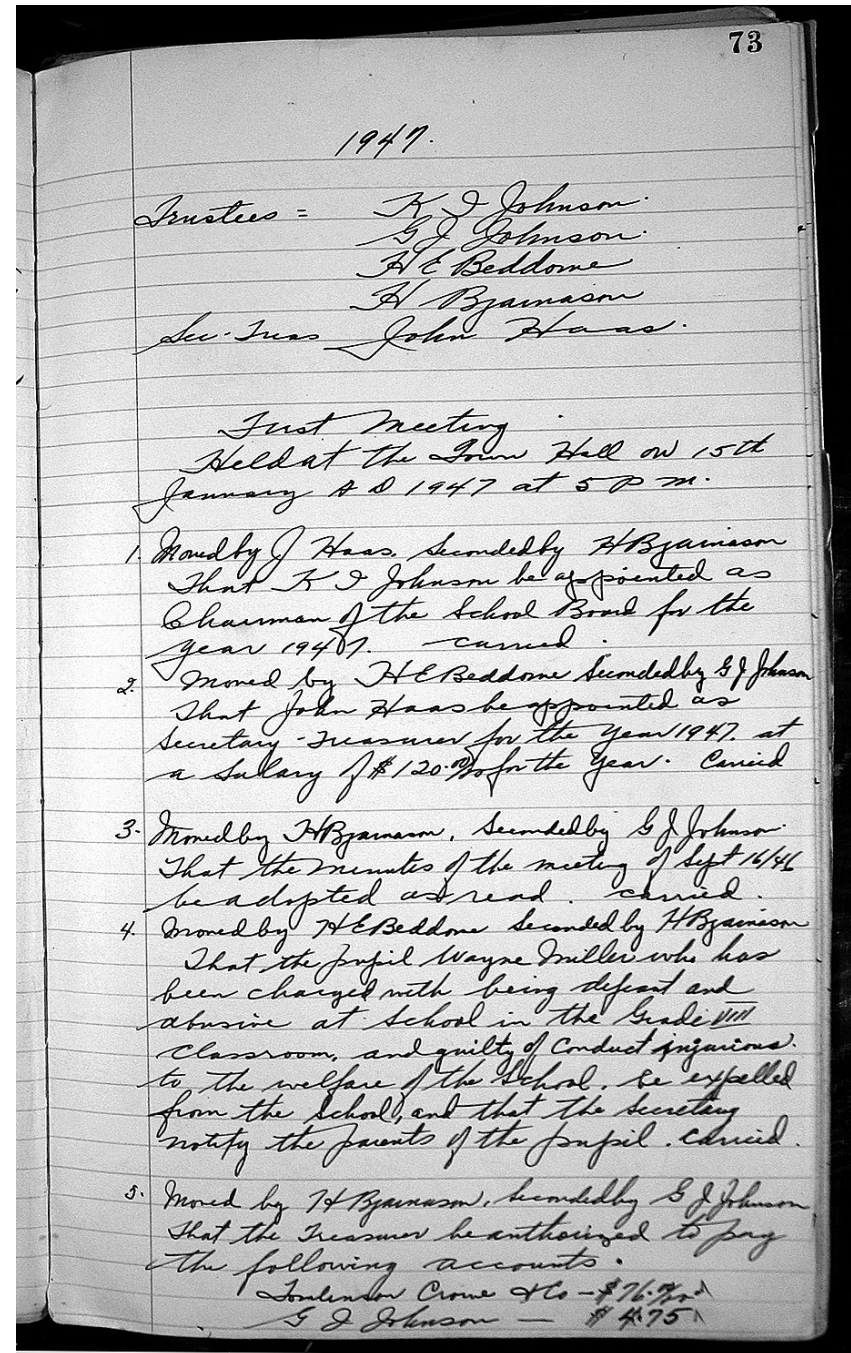 73
1947.
Trustees = K I Johnson.
G J Johnson.
H E Beddome
H Bjarnason
Sec-Treas John Haas.
First Meeting
Held at the Town Hall on 15th
January A D 1947 at 5 P m.
1. Moved by J Haas. Seconded by H Bjarnason
That K I Johnson be appointed as
Chairman of the School Board for the
year 1947. carried.
2. Moved by H E Beddome Seconded by G J Johnson
That John Haas be appointed as
Secretary-Treasurer for the Year 1947. at
a Salary of $120.00/00 for the Year. Carried
3. Moved by H Bjarnason, Seconded by G J Johnson.
That the minutes of the meeting of Sept 16/46
be adopted as read. carried.
4. Moved by H E Beddome Seconded by H Bjarnason
That the pupil Wayne Miller who has
been charged with being defiant and
abusive at School in the Grade VIII
classroom, and guilty of Conduct injurious.
to the welfare of the School. be expelled
from the School, and that the Secretary
notify the parents of the pupil. Carried.
5. Moved by H Bjarnason, Seconded by G J Johnson
That the Treasurer be authorized to pay
the following accounts.
Tomlinson Crowe & Co — $76.
G J Johnson — $4.75